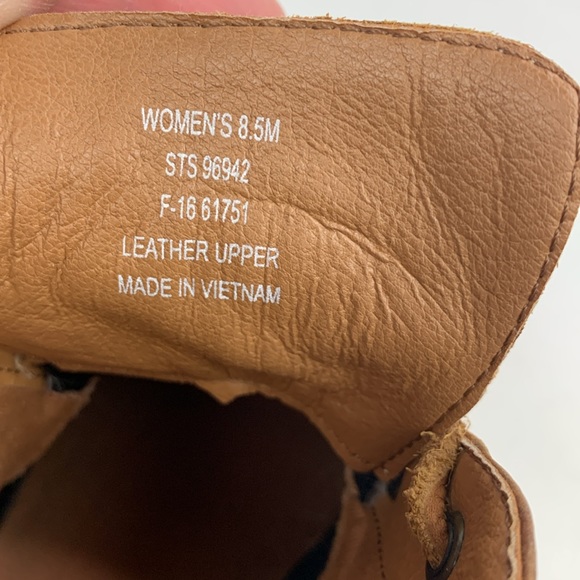 WOMEN'S 8.5M
STS 96942
F-16 61751
LEATHER UPPER
MADE IN VIETNAM